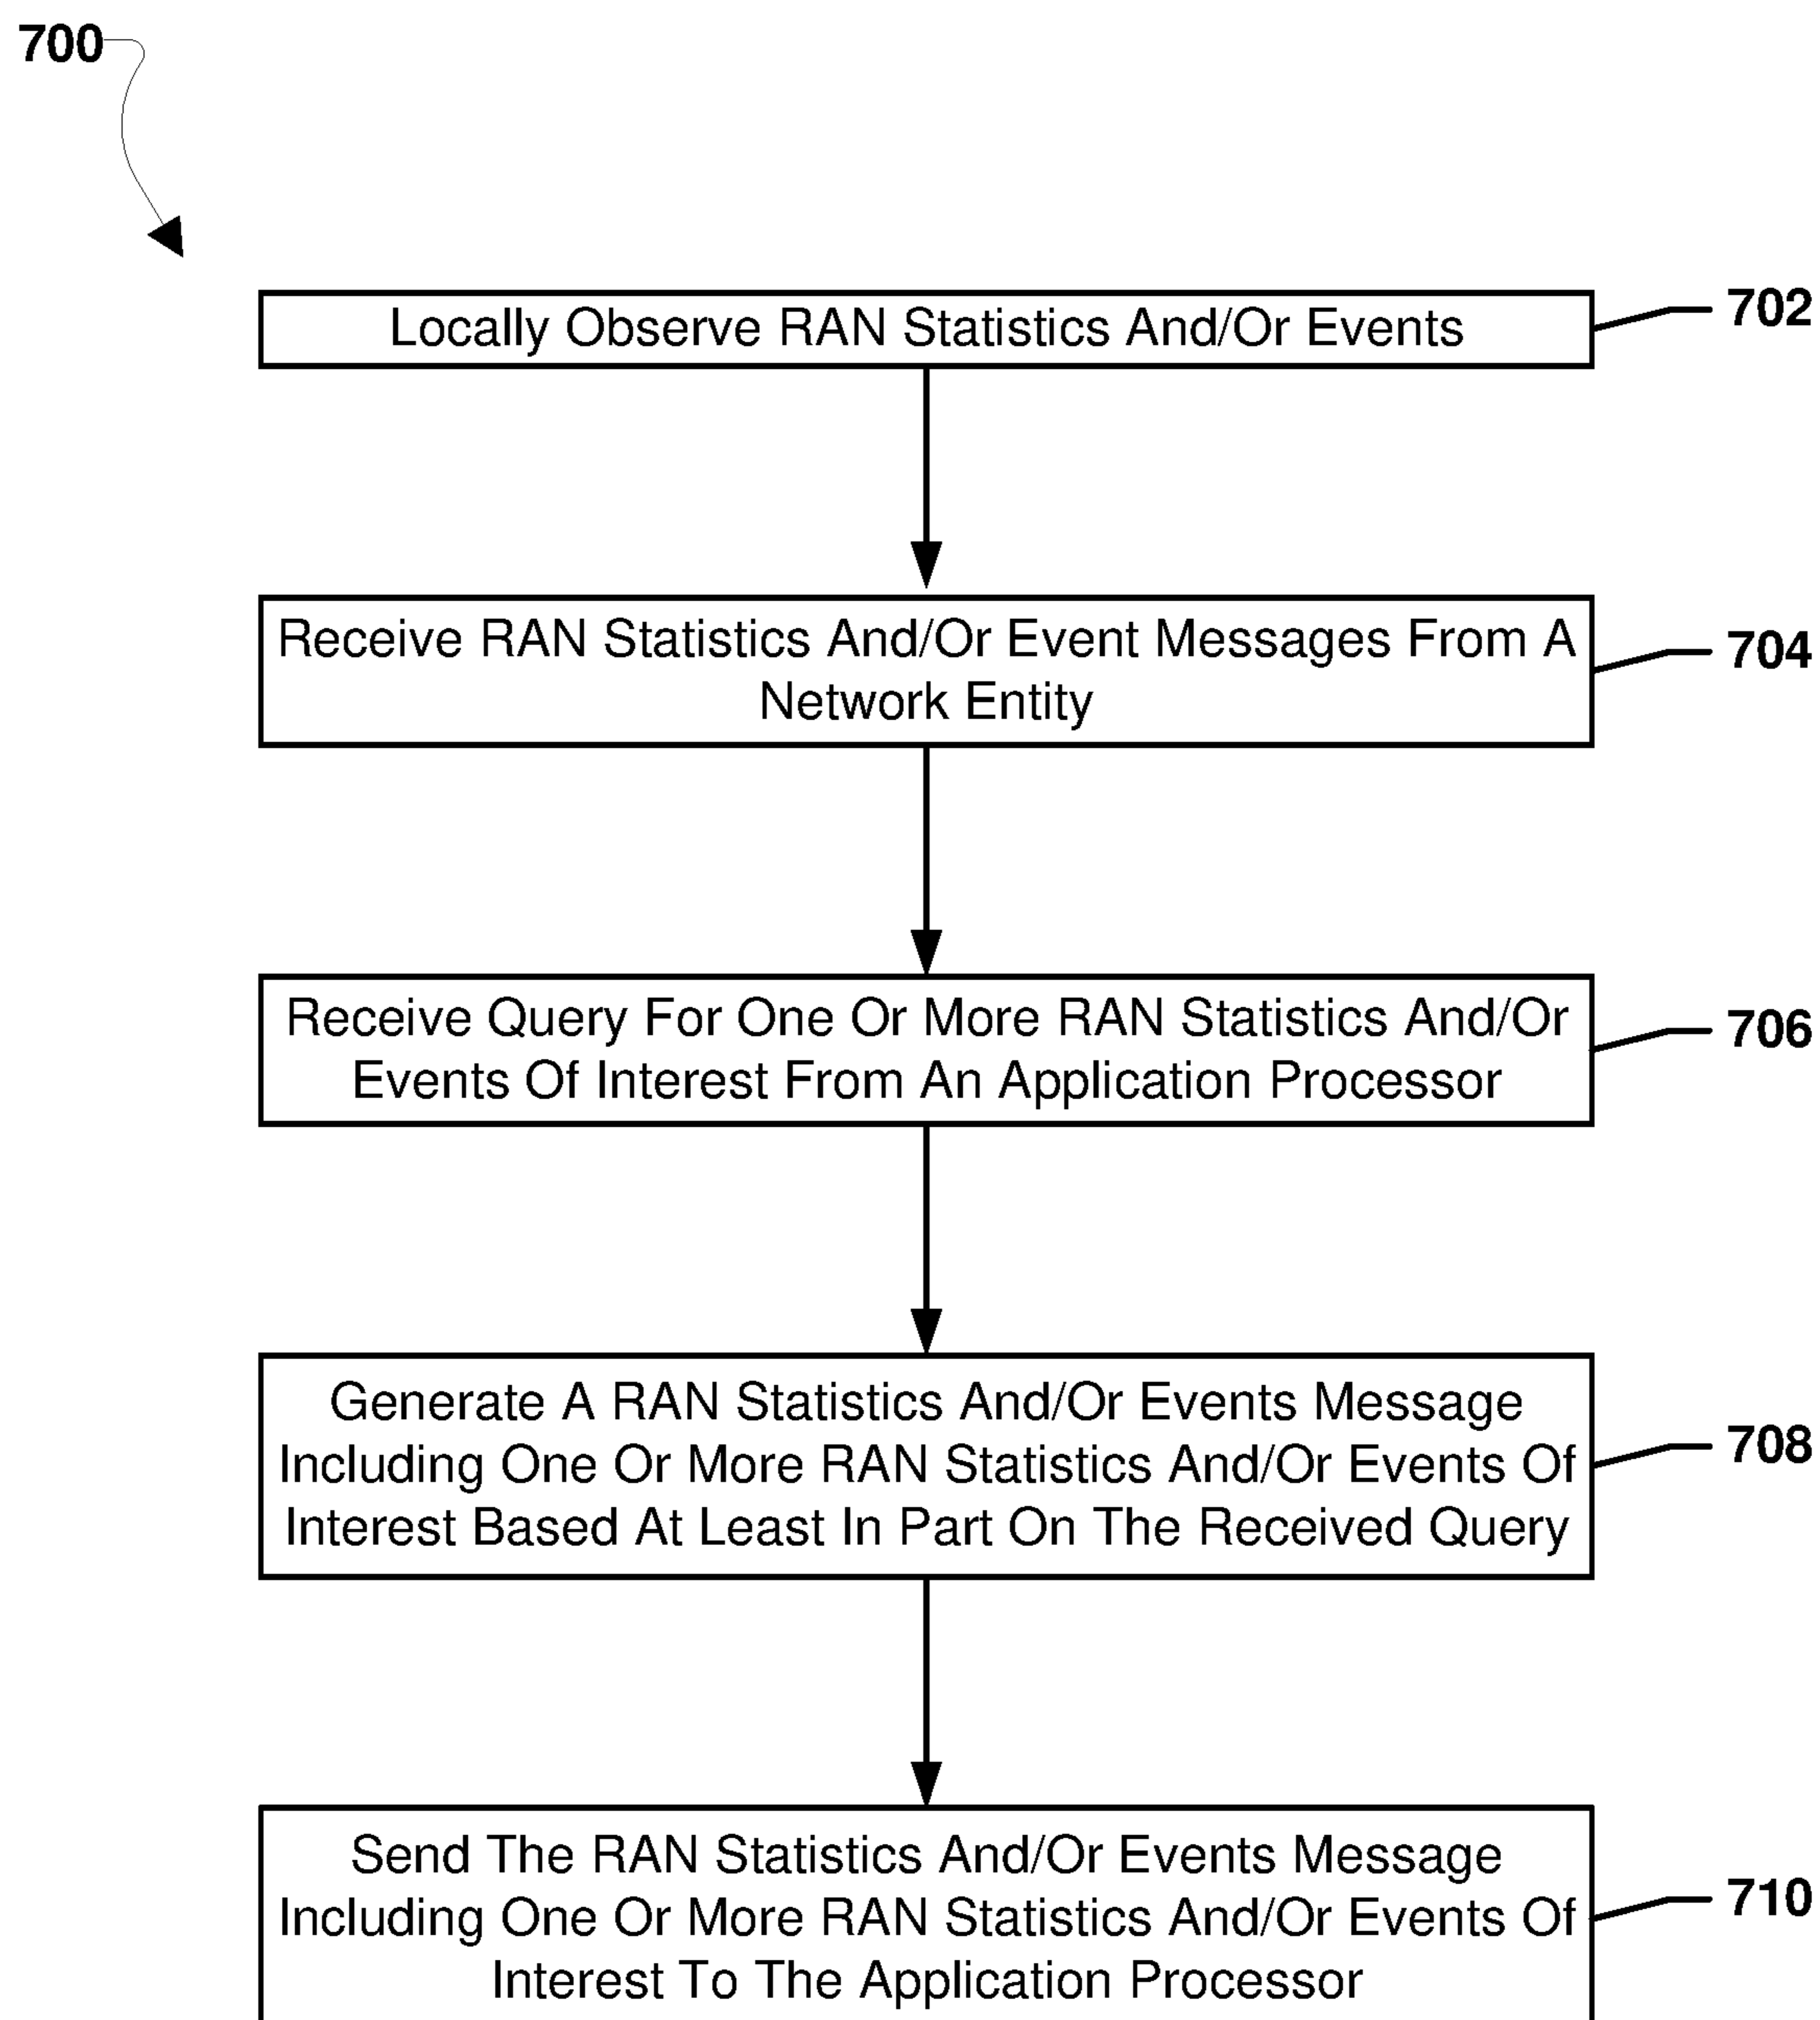 700
Locally Observe RAN Statistics And/Or Events
702
Receive RAN Statistics And/Or Event Messages From A
Network Entity
704
Receive Query For One Or More RAN Statistics And/Or
Events Of Interest From An Application Processor
706
Generate A RAN Statistics And/Or Events Message
Including One Or More RAN Statistics And/Or Events Of
Interest Based At Least In Part On The Received Query
708
Send The RAN Statistics And/Or Events Message
Including One Or More RAN Statistics And/Or Events Of
Interest To The Application Processor
710